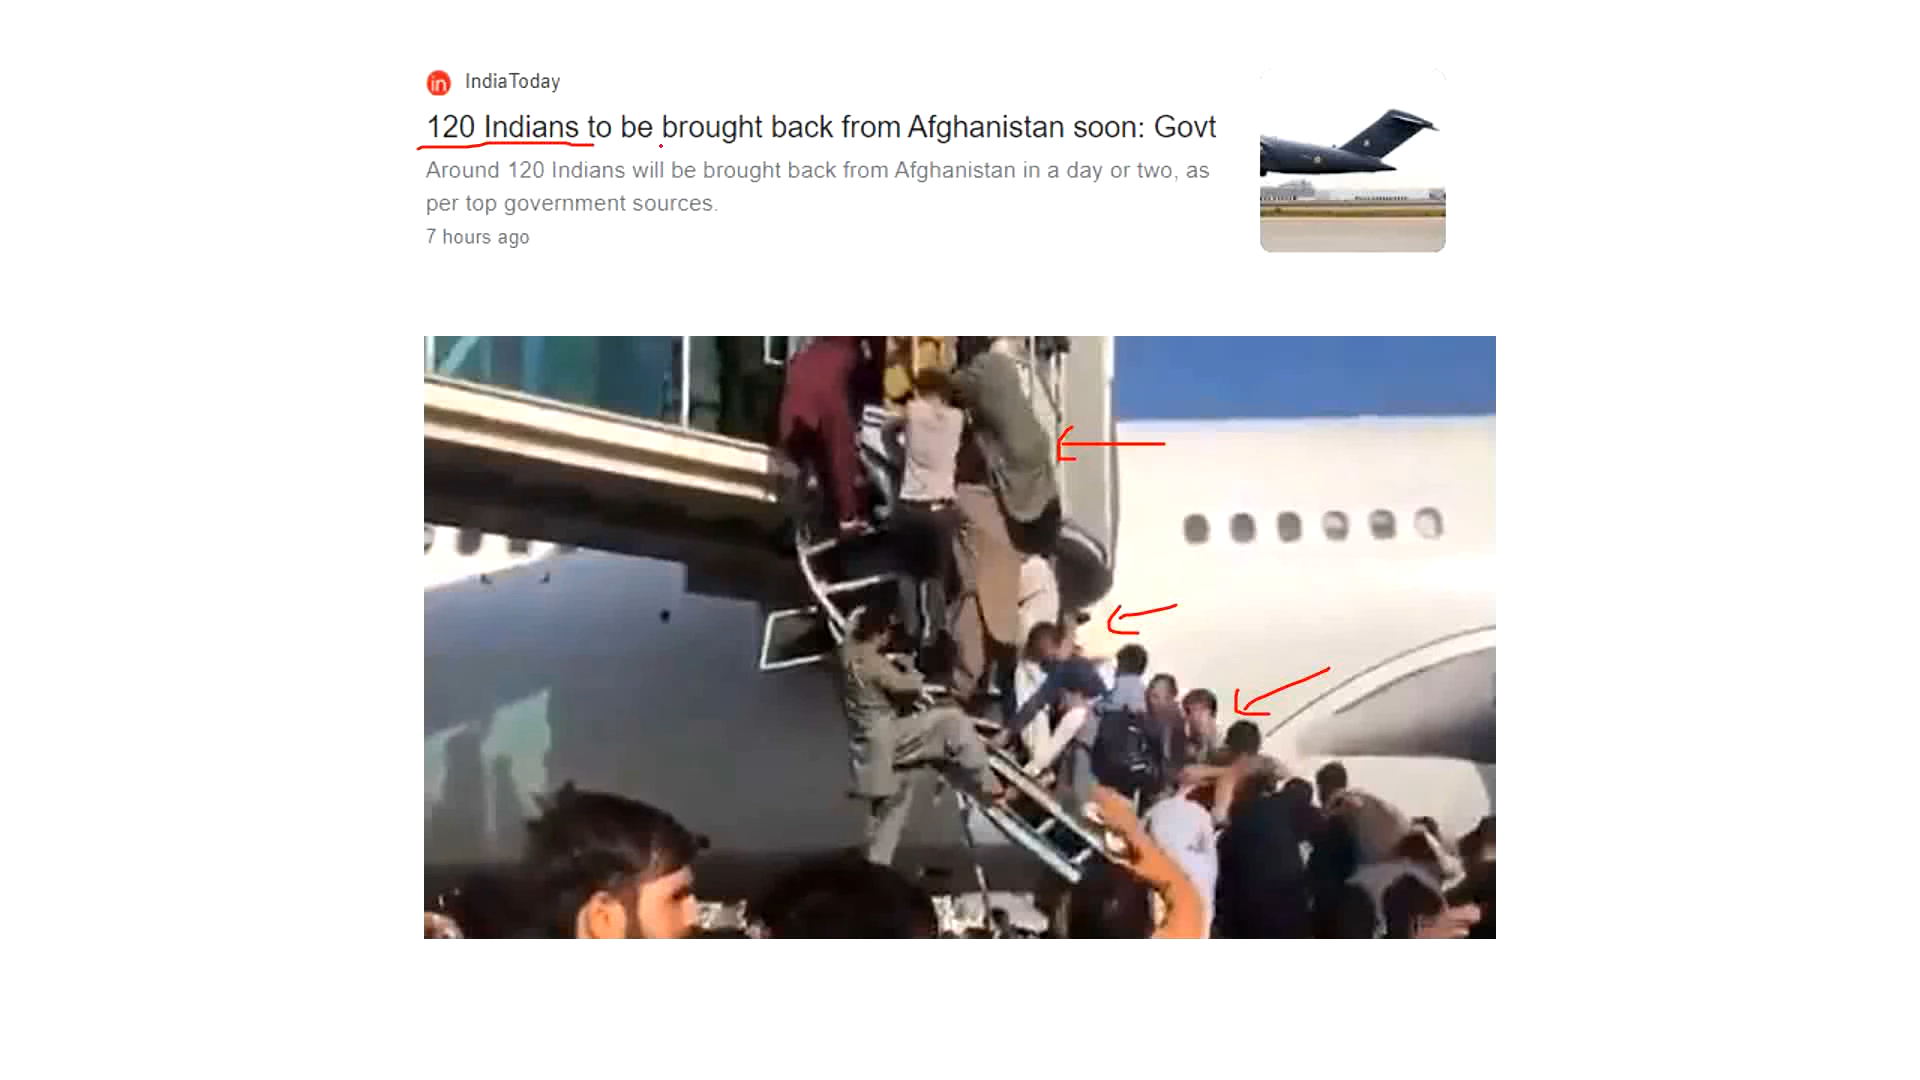 in IndiaToday
120 Indians to be brought back from Afghanistan soon: Govt
Around 120 Indians will be brought back from Afghanistan in a day or two, as
per top government sources.
7 hours ago